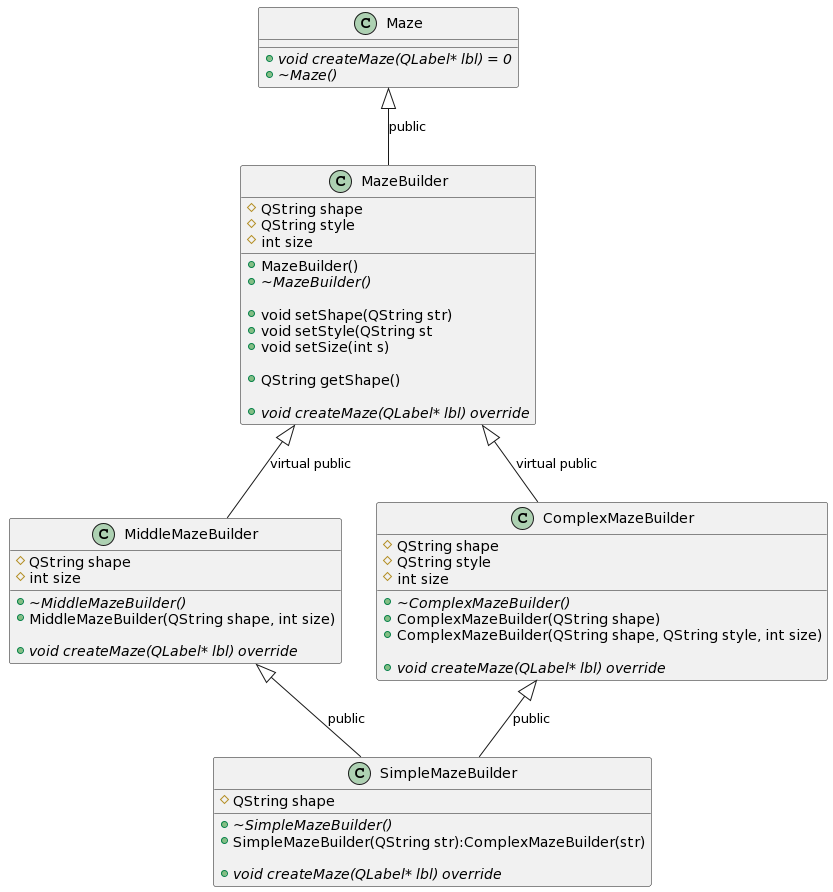 C Maze
void createMaze(QLabel* lbl) = 0
~Maze()
public
C MazeBuilder
QString shape
QString style
int size
MazeBuilder()
~MazeBuilder()
void setShape(QString str)
void setStyle(QString st
void setSize(int s)
QString getShape()
void createMaze(QLabel* lbl) override
virtual public
virtual public
C MiddleMazeBuilder
QString shape
int size
~MiddleMazeBuilder()
MiddleMazeBuilder(QString shape, int size)
void createMaze(QLabel* lbl) override
C ComplexMazeBuilder
QString shape
QString style
int size
~ComplexMazeBuilder()
ComplexMazeBuilder(QString shape)
ComplexMazeBuilder(QString shape, QString style, int size)
void createMaze(QLabel* lbl) override
public
public
C SimpleMazeBuilder
QString shape
~SimpleMazeBuilder()
SimpleMazeBuilder(QString str):ComplexMazeBuilder(str)
void createMaze(QLabel* lbl) override